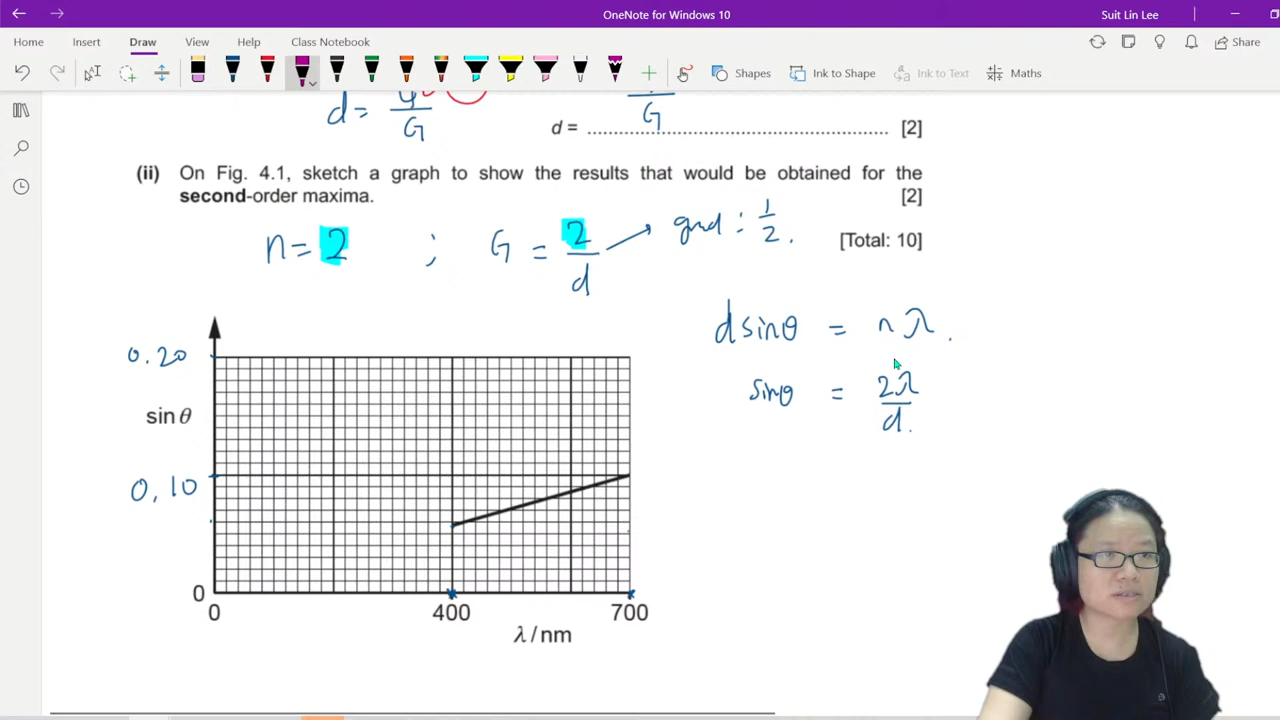 OneNote for Windows 10
Suit Lin Lee
Home Insert Draw View Help Class Notebook
Share
Shapes Ink to Shape Ink to Text Maths
d =
G
G
d = ........................................ [2]
(ii) On Fig. 4.1, sketch a graph to show the results that would be obtained for the
second-order maxima. [2]
n = 2 ; G = 2/d grad : 1/2 .
[Total: 10]
d sinθ = nλ .
sinθ = 2λ/d .
0.20
sin θ
0.10
0
0 400 700
λ / nm